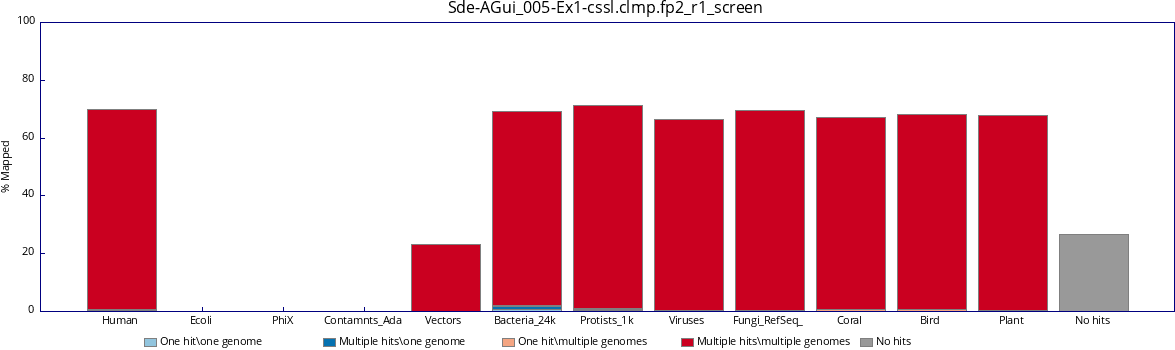 Sde-AGui_005-Ex1-cssl.clmp.fp2_r1_screen
100
80
60
40
20
0
% Mapped
Human Ecoli PhiX Contamnts_Ada Vectors Bacteria_24k Protists_1k Viruses Fungi_RefSeq_ Coral Bird Plant No hits
One hit\one genome Multiple hits\one genome One hit\multiple genomes Multiple hits\multiple genomes No hits